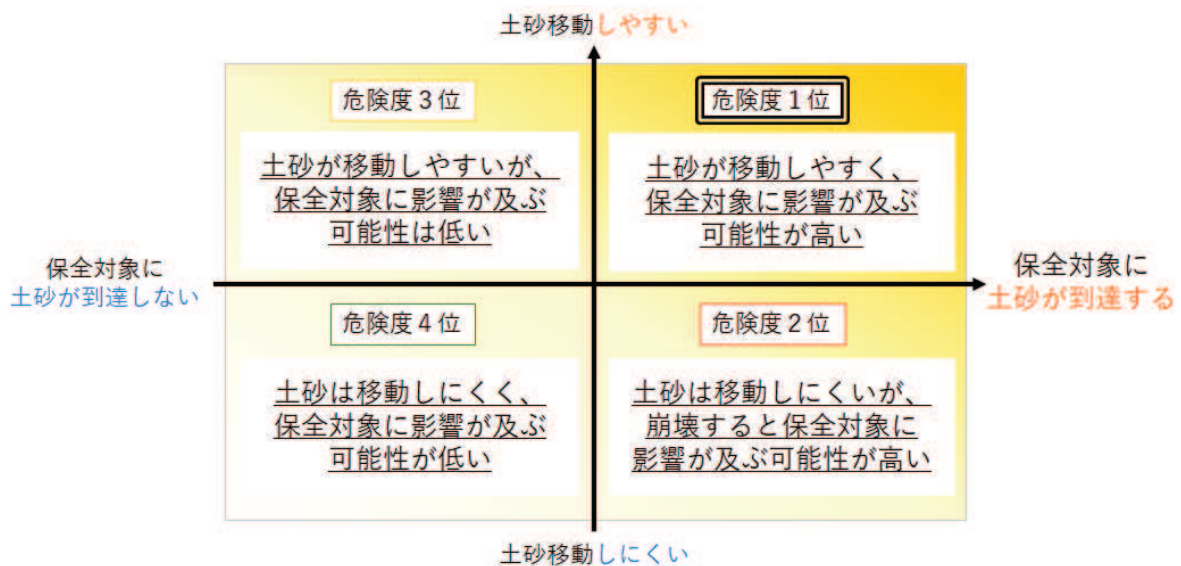 土砂移動しやすい
危険度3位
土砂が移動しやすいが、
保全対象に影響が及ぶ
可能性は低い
危険度1位
土砂が移動しやすく、
保全対象に影響が及ぶ
可能性が高い
保全対象に
土砂が到達しない
保全対象に
土砂が到達する
危険度4位
土砂は移動しにくく、
保全対象に影響が及ぶ
可能性が低い
危険度2位
土砂は移動しにくいが、
崩壊すると保全対象に
影響が及ぶ可能性が高い
土砂移動しにくい